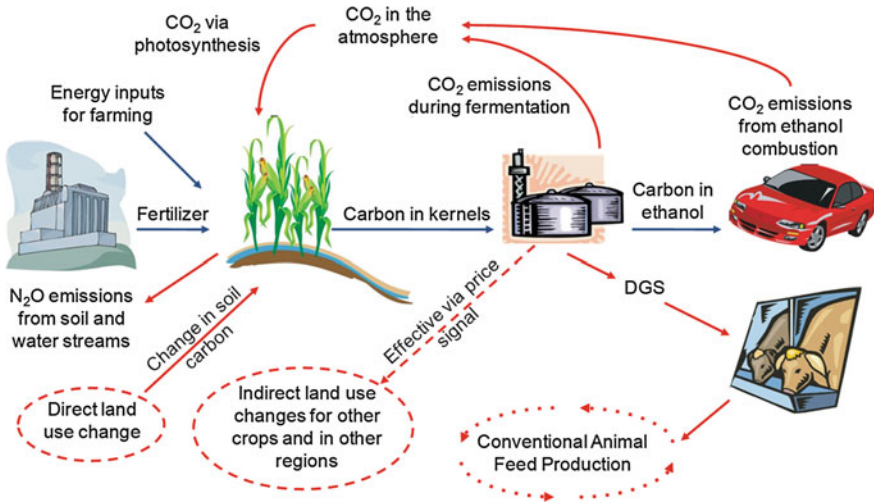 CO₂ via
photosynthesis
CO₂ in the
atmosphere
Energy inputs
for farming
CO₂ emissions
during fermentation
CO₂ emissions
from ethanol
combustion
Fertilizer
Carbon in kernels
Carbon in
ethanol
N₂O emissions
from soil and
water streams
Change in soil
carbon
Effective via price
signal
DGS
Direct land
use change
Indirect land use
changes for other
crops and in other
regions
Conventional Animal
Feed Production